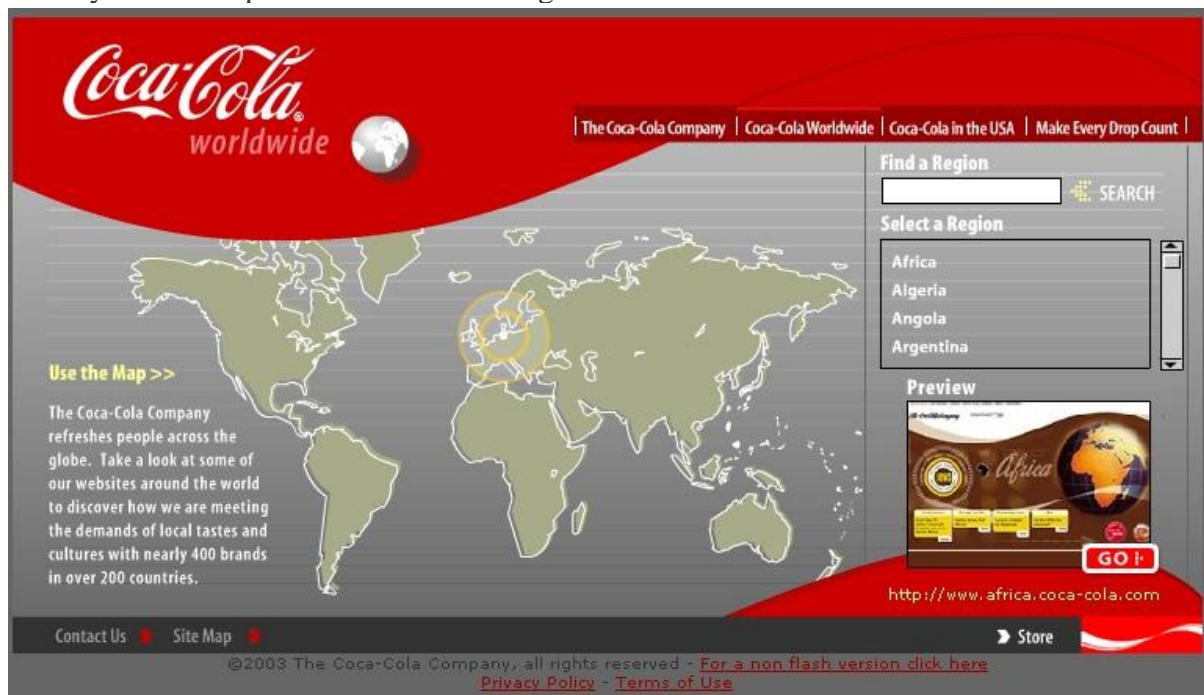 Coca-Cola®
worldwide
The Coca-Cola Company | Coca-Cola Worldwide | Coca-Cola in the USA | Make Every Drop Count
Find a Region
SEARCH
Select a Region
Africa
Algeria
Angola
Argentina
Use the Map >>
The Coca-Cola Company
refreshes people across the
globe. Take a look at some of
our websites around the world
to discover how we are meeting
the demands of local tastes and
cultures with nearly 400 brands
in over 200 countries.
Preview
Africa
GO
http://www.africa.coca-cola.com
Contact Us
Site Map
Store
©2003 The Coca-Cola Company, all rights reserved - For a non flash version click here
Privacy Policy - Terms of Use